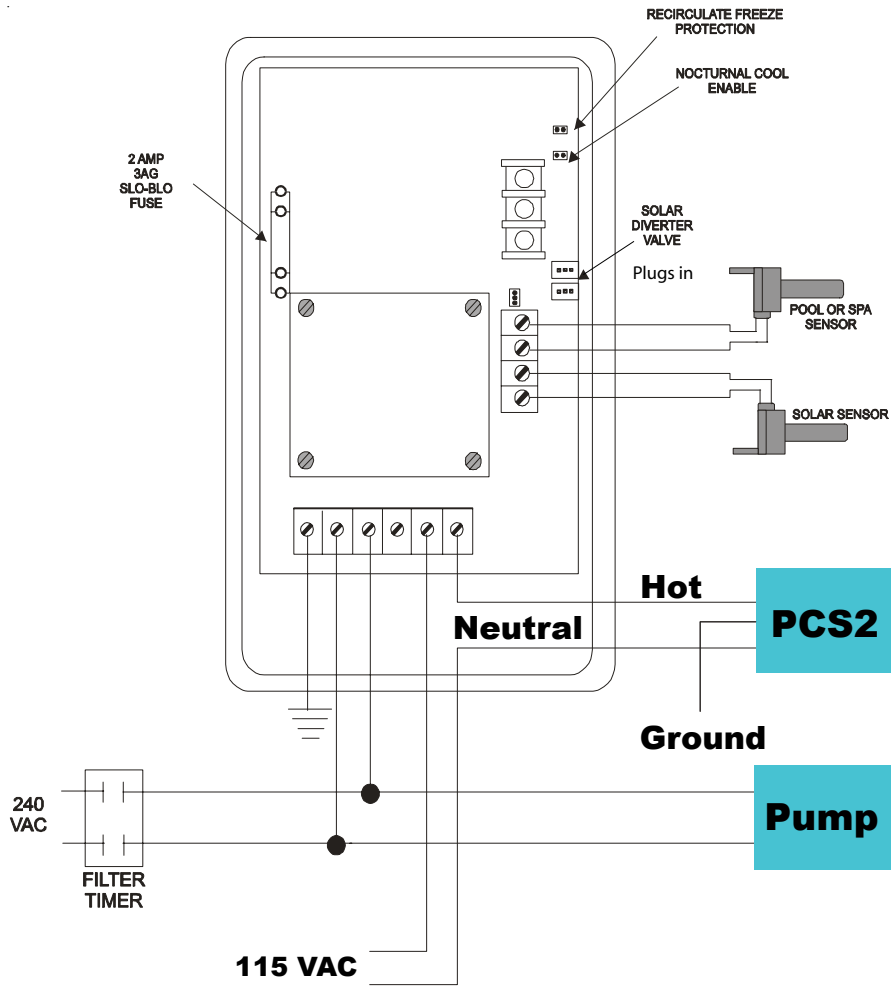 RECIRCULATE FREEZE
PROTECTION
NOCTURNAL COOL
ENABLE
2 AMP
3AG
SLO-BLO
FUSE
SOLAR
DIVERTER
VALVE
Plugs in
POOL OR SPA
SENSOR
SOLAR SENSOR
Hot
Neutral
PCS2
Ground
240
VAC
Pump
FILTER
TIMER
115 VAC